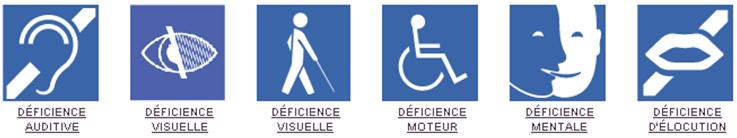 DÉFICIENCE AUDITIVE
DÉFICIENCE VISUELLE
DÉFICIENCE VISUELLE
DÉFICIENCE MOTEUR
DÉFICIENCE MENTALE
DÉFICIENCE D'ÉLOCUTION